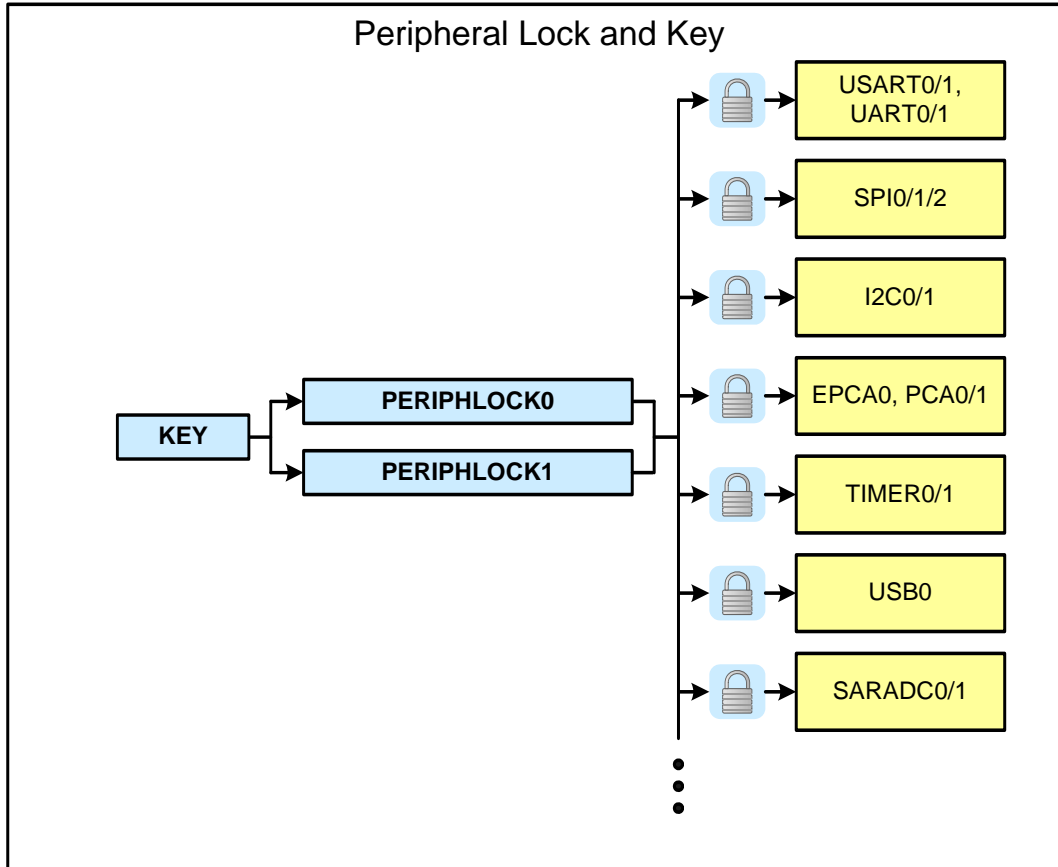 Peripheral Lock and Key
USART0/1,
UART0/1
SPI0/1/2
I2C0/1
EPCA0, PCA0/1
KEY
PERIPHLOCK0
PERIPHLOCK1
TIMER0/1
USB0
SARADC0/1